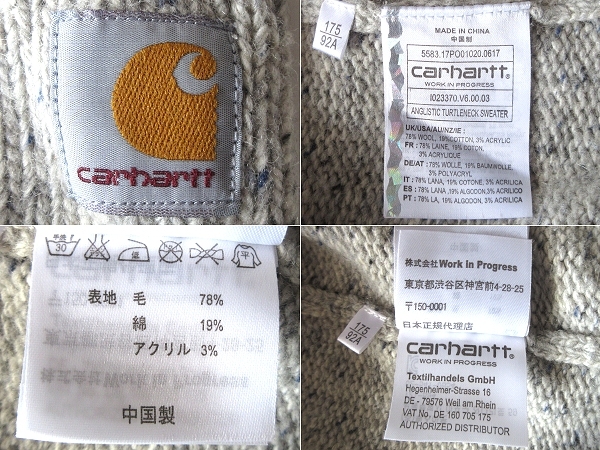 carhartt
175
92A
MADE IN CHINA
中国制
5583.17PO01020.0617
carhartt
WORK IN PROGRESS
I023370.V6.00.03
ANGLISTIC TURTLENECK SWEATER
UK/USA/AU/NZ/IE :
78% WOOL, 19% COTTON, 3% ACRYLIC
FR : 78% LAINE, 19% COTON,
3% ACRYLIQUE
DE/AT : 78% WOLLE, 19% BAUMWOLLE,
3% POLYACRYL
IT : 78% LANA, 19% COTONE, 3% ACRILICA
ES : 78% LANA, 19% ALGODON, 3% ACRILICO
PT : 78% LA, 19% ALGODAO, 3% ACRILICA
手洗イ
30
低
平
表地 毛 78%
綿 19%
アクリル 3%
中国製
株式会社Work in Progress
東京都渋谷区神宮前4-28-25
〒150-0001
日本正規代理店
175
92A
carhartt
WORK IN PROGRESS
Textilhandels GmbH
Hegenheimer-Strasse 16
DE - 79576 Weil am Rhein
VAT No. DE 160 705 175
AUTHORIZED DISTRIBUTOR